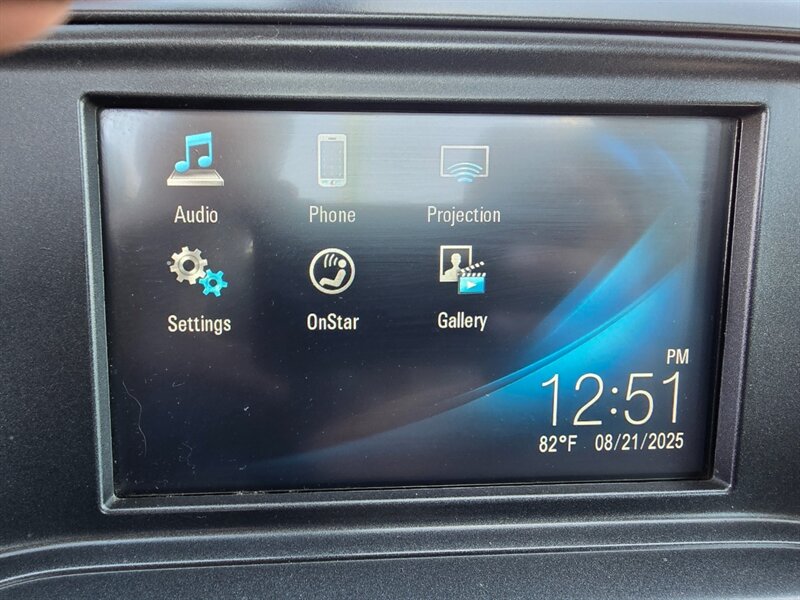 Audio
Phone
Projection
Settings
OnStar
Gallery
PM
12:51
82°F 08/21/2025